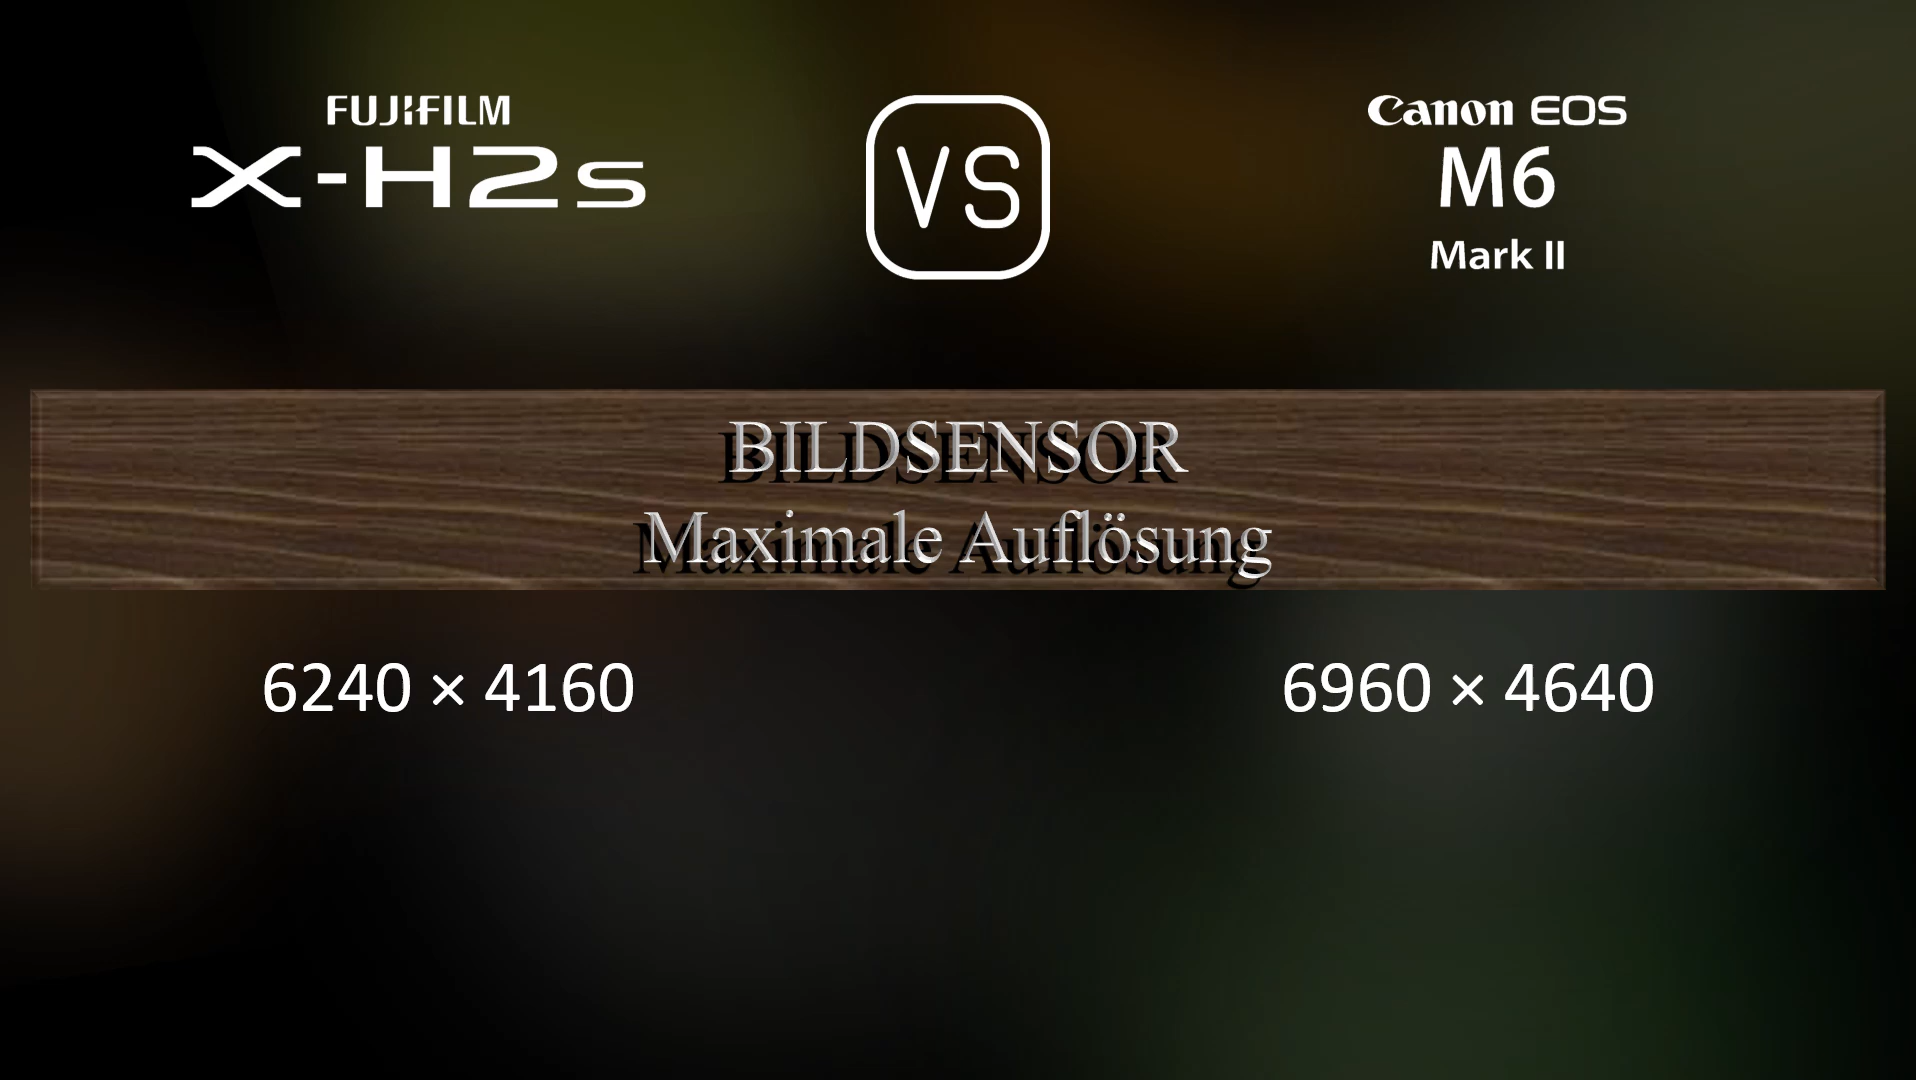 FUJIFILM
X-H2s
VS
Canon EOS
M6
Mark II
BILDSENSOR
Maximale Auflösung
6240 × 4160
6960 × 4640